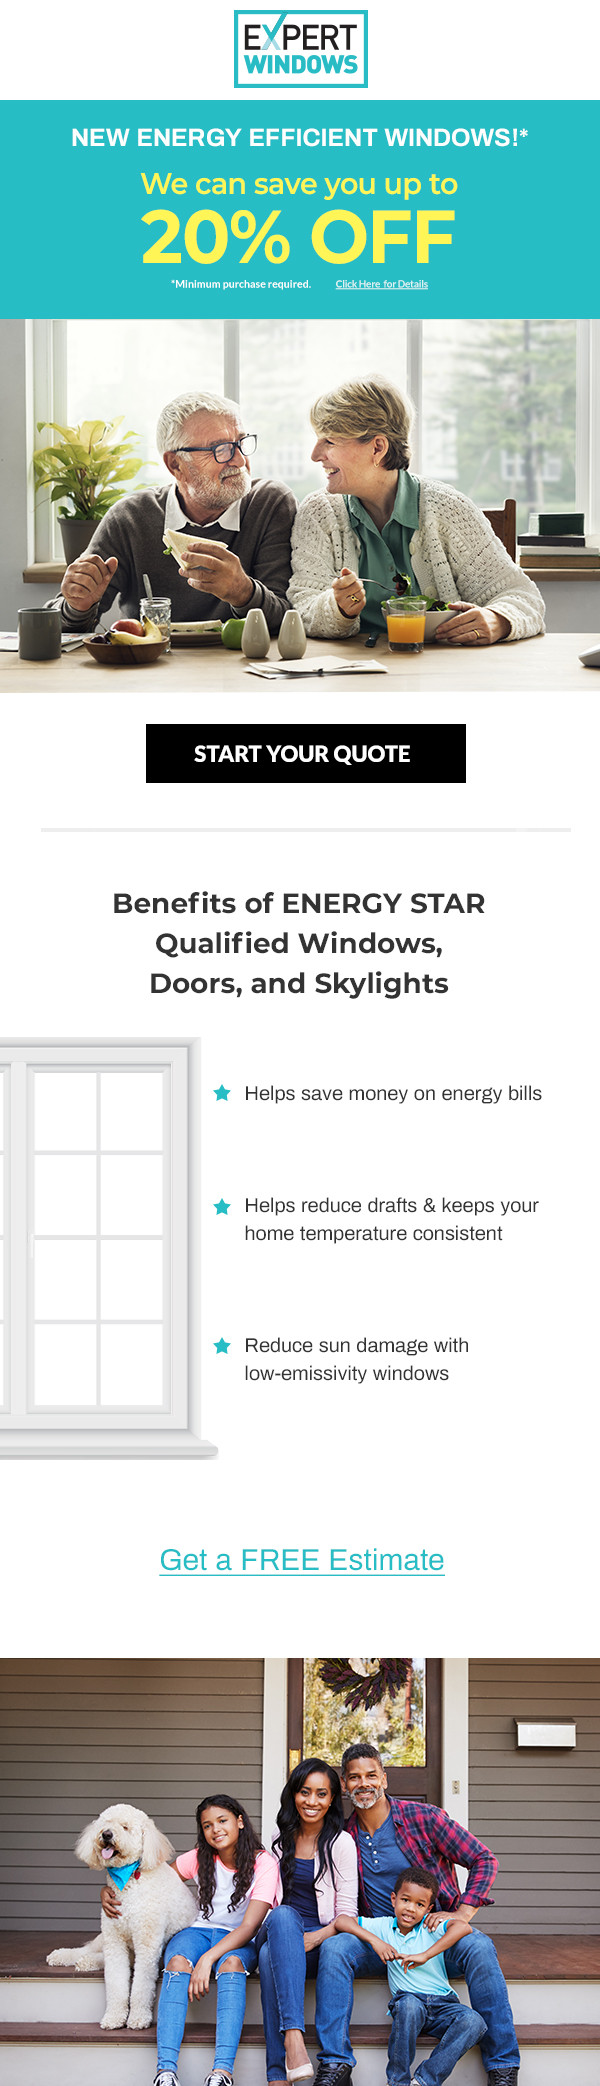 EXPERT
WINDOWS
NEW ENERGY EFFICIENT WINDOWS!*
We can save you up to
20% OFF
*Minimum purchase required. Click Here for Details
START YOUR QUOTE
Benefits of ENERGY STAR
Qualified Windows,
Doors, and Skylights
Helps save money on energy bills
Helps reduce drafts & keeps your
home temperature consistent
Reduce sun damage with
low-emissivity windows
Get a FREE Estimate